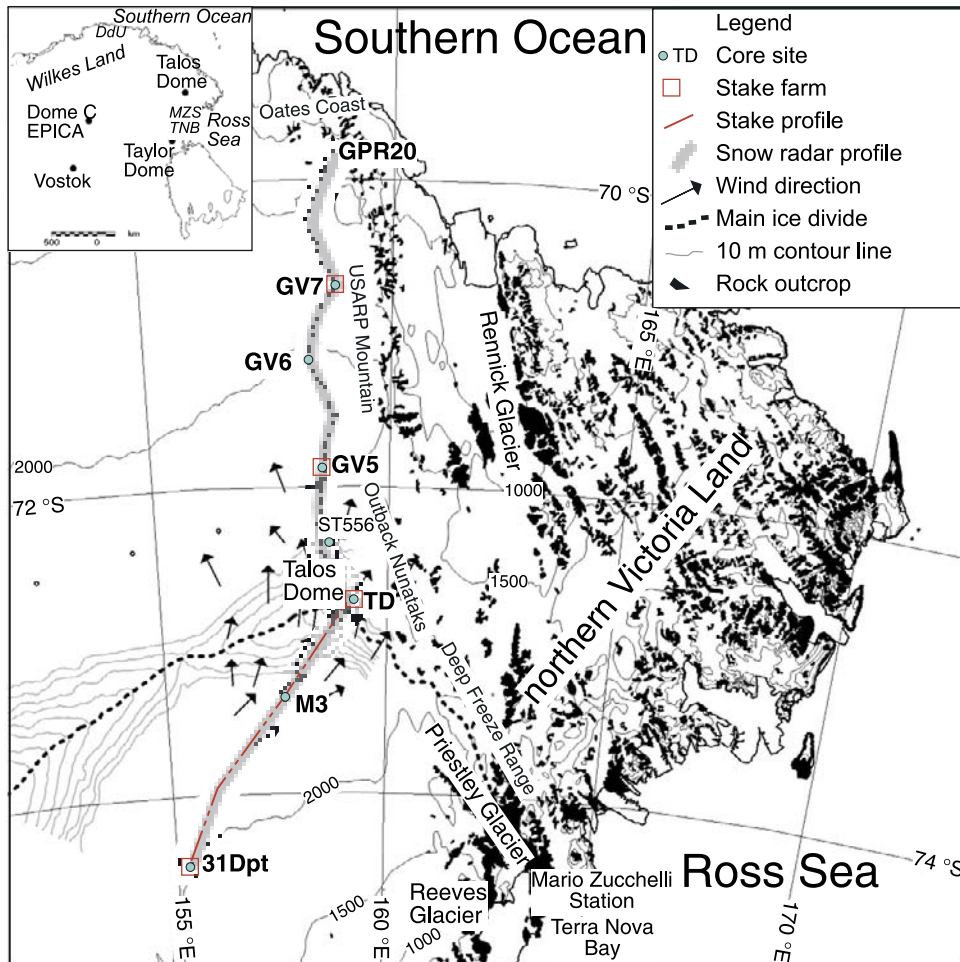 Southern Ocean
DdU
Wilkes Land
Talos
Dome
Dome C
EPICA
MZS
TNB
Ross
Sea
Taylor
Dome
Vostok
500 0 km
Southern Ocean
Legend
TD Core site
Stake farm
Stake profile
Snow radar profile
Wind direction
Main ice divide
10 m contour line
Rock outcrop
Oates Coast
GPR20
70 °S
GV7
USARP Mountain
165 °E
GV6
Rennick Glacier
2000
GV5
72 °S
1000
Outback Nunataks
ST556
Talos
Dome
TD
1500
northern Victoria Land
Deep Freeze Range
M3
Priestley Glacier
2000
31Dpt
74 °S
Ross Sea
Reeves
Glacier
Mario Zucchelli
Station
Terra Nova
Bay
1500
1000
155 °E
160 °E
170 °E